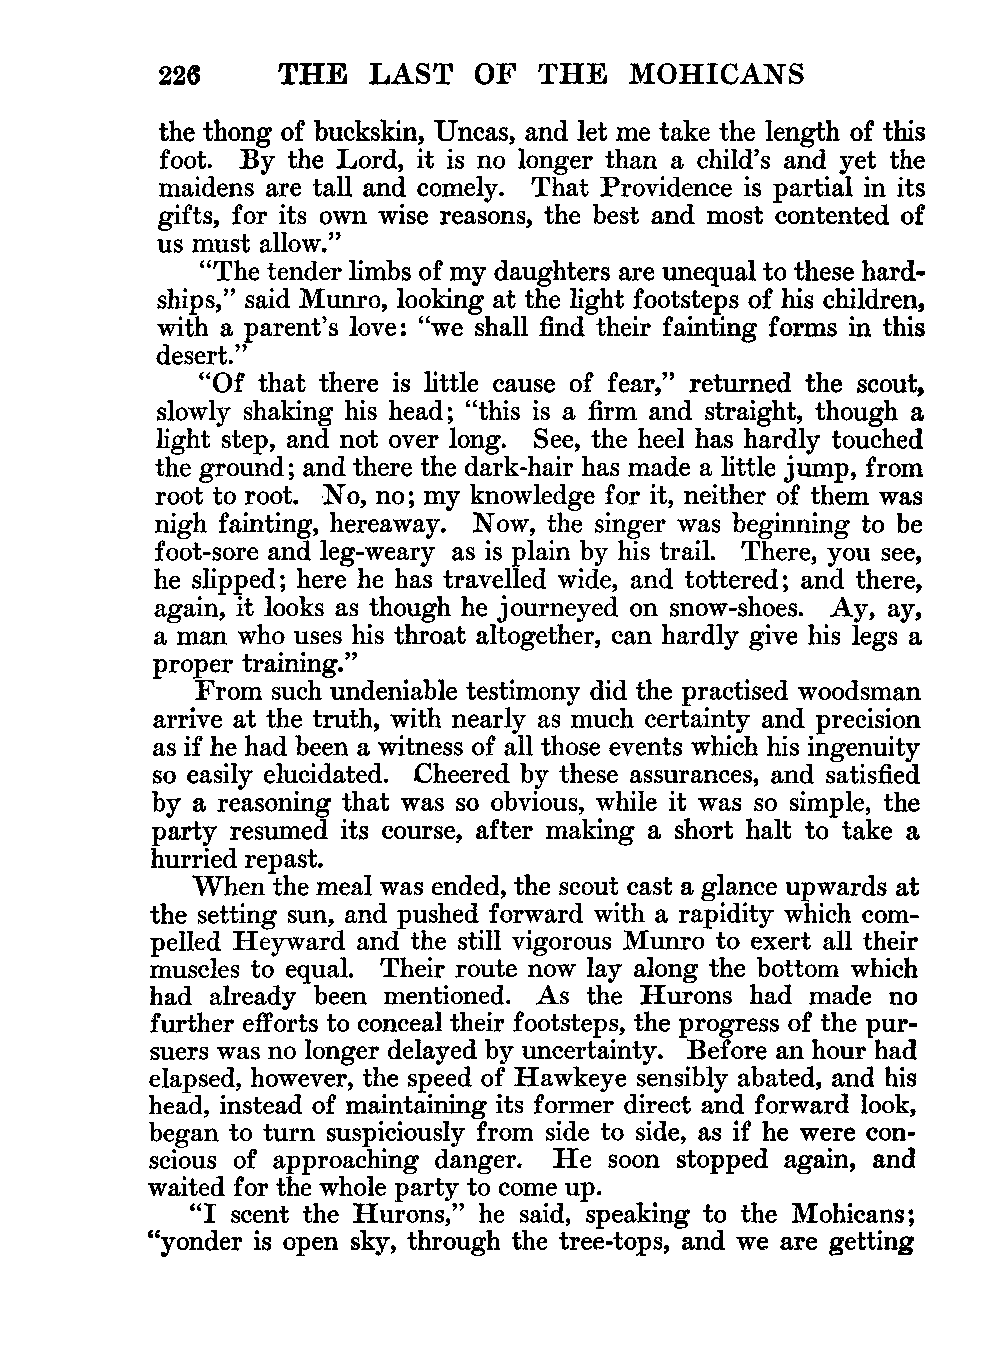 226 THE LAST OF THE MOHICANS
the thong of buckskin, Uncas, and let me take the length of this
foot. By the Lord, it is no longer than a child's and yet the
maidens are tall and comely. That Providence is partial in its
gifts, for its own wise reasons, the best and most contented of
us must allow."
"The tender limbs of my daughters are unequal to these hard-
ships," said Munro, looking at the light footsteps of his children,
with a parent's love: "we shall find their fainting forms in this
desert."
"Of that there is little cause of fear," returned the scout,
slowly shaking his head; "this is a firm and straight, though a
light step, and not over long. See, the heel has hardly touched
the ground; and there the dark-hair has made a little jump, from
root to root. No, no; my knowledge for it, neither of them was
nigh fainting, hereaway. Now, the singer was beginning to be
foot-sore and leg-weary as is plain by his trail. There, you see,
he slipped; here he has travelled wide, and tottered; and there,
again, it looks as though he journeyed on snow-shoes. Ay, ay,
a man who uses his throat altogether, can hardly give his legs a
proper training."
From such undeniable testimony did the practised woodsman
arrive at the truth, with nearly as much certainty and precision
as if he had been a witness of all those events which his ingenuity
so easily elucidated. Cheered by these assurances, and satisfied
by a reasoning that was so obvious, while it was so simple, the
party resumed its course, after making a short halt to take a
hurried repast.
When the meal was ended, the scout cast a glance upwards at
the setting sun, and pushed forward with a rapidity which com-
pelled Heyward and the still vigorous Munro to exert all their
muscles to equal. Their route now lay along the bottom which
had already been mentioned. As the Hurons had made no
further efforts to conceal their footsteps, the progress of the pur-
suers was no longer delayed by uncertainty. Before an hour had
elapsed, however, the speed of Hawkeye sensibly abated, and his
head, instead of maintaining its former direct and forward look,
began to turn suspiciously from side to side, as if he were con-
scious of approaching danger. He soon stopped again, and
waited for the whole party to come up.
"I scent the Hurons," he said, speaking to the Mohicans;
"yonder is open sky, through the tree-tops, and we are getting